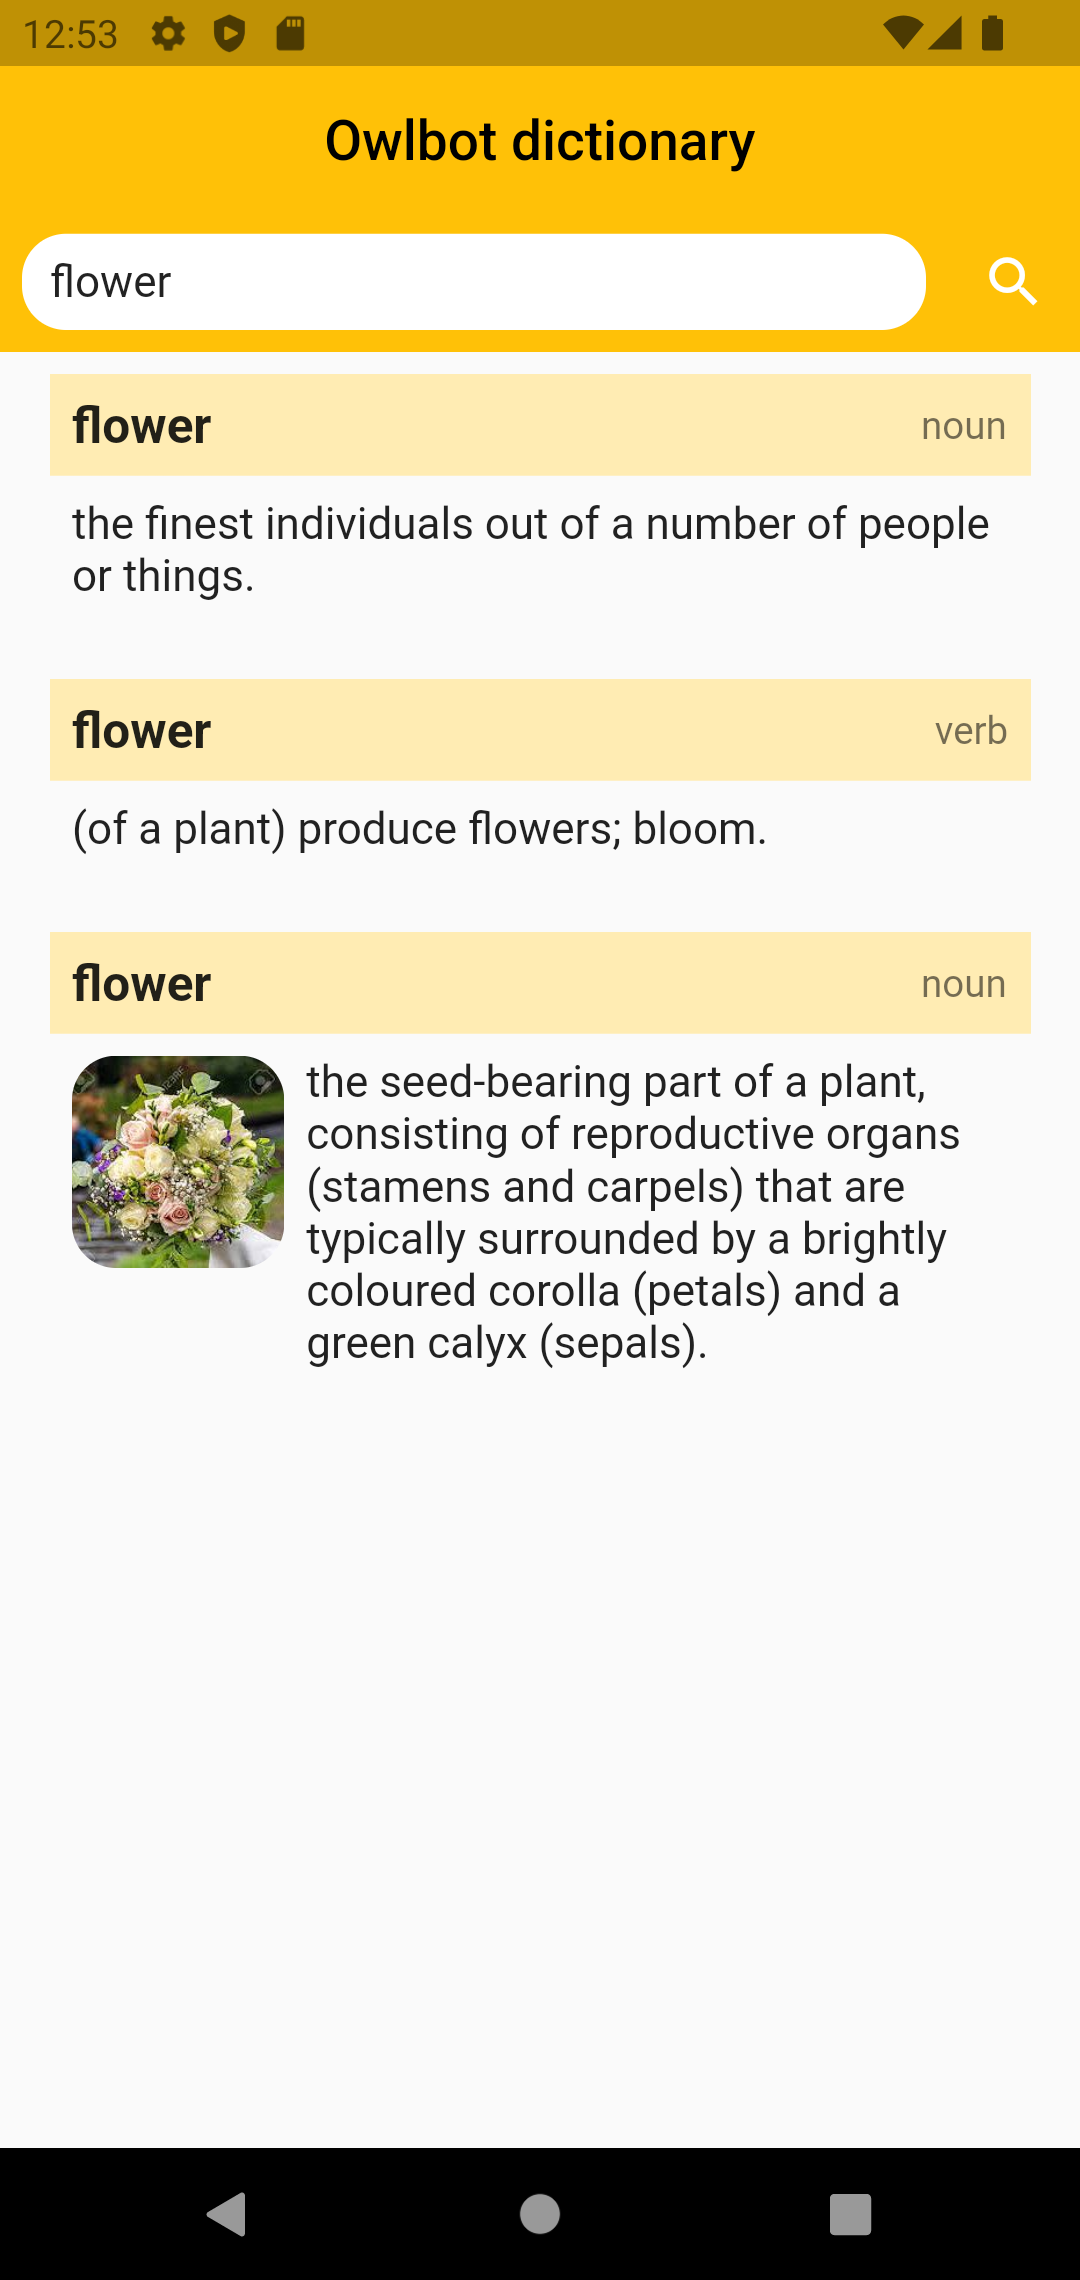 12:53
Owlbot dictionary
flower
flower noun
the finest individuals out of a number of people
or things.
flower verb
(of a plant) produce flowers; bloom.
flower noun
the seed-bearing part of a plant,
consisting of reproductive organs
(stamens and carpels) that are
typically surrounded by a brightly
coloured corolla (petals) and a
green calyx (sepals).